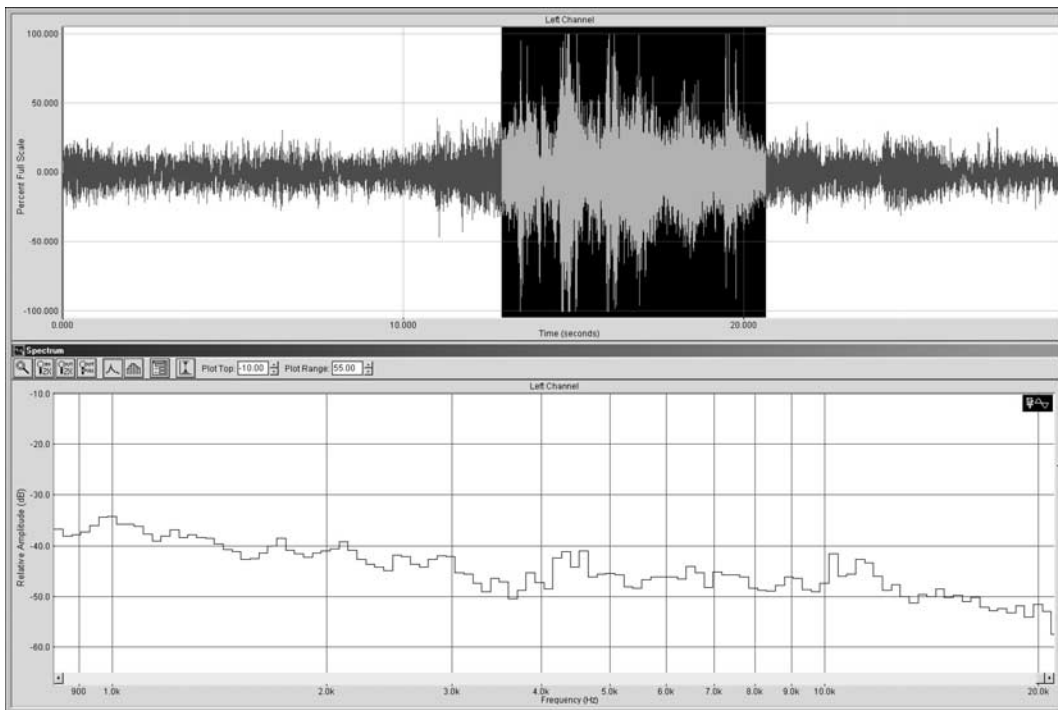 Left Channel
100.000
50.000
0.000
-50.000
-100.000
Percent Full Scale
0.000 10.000 20.000
Time (seconds)
Spectrum
Plot Top: -10.00 Plot Range: 55.00
Left Channel
-10.0
-20.0
-30.0
-40.0
-50.0
-60.0
Relative Amplitude (dB)
900 1.0k 2.0k 3.0k 4.0k 5.0k 6.0k 7.0k 8.0k 9.0k 10.0k 20.0k
Frequency (Hz)